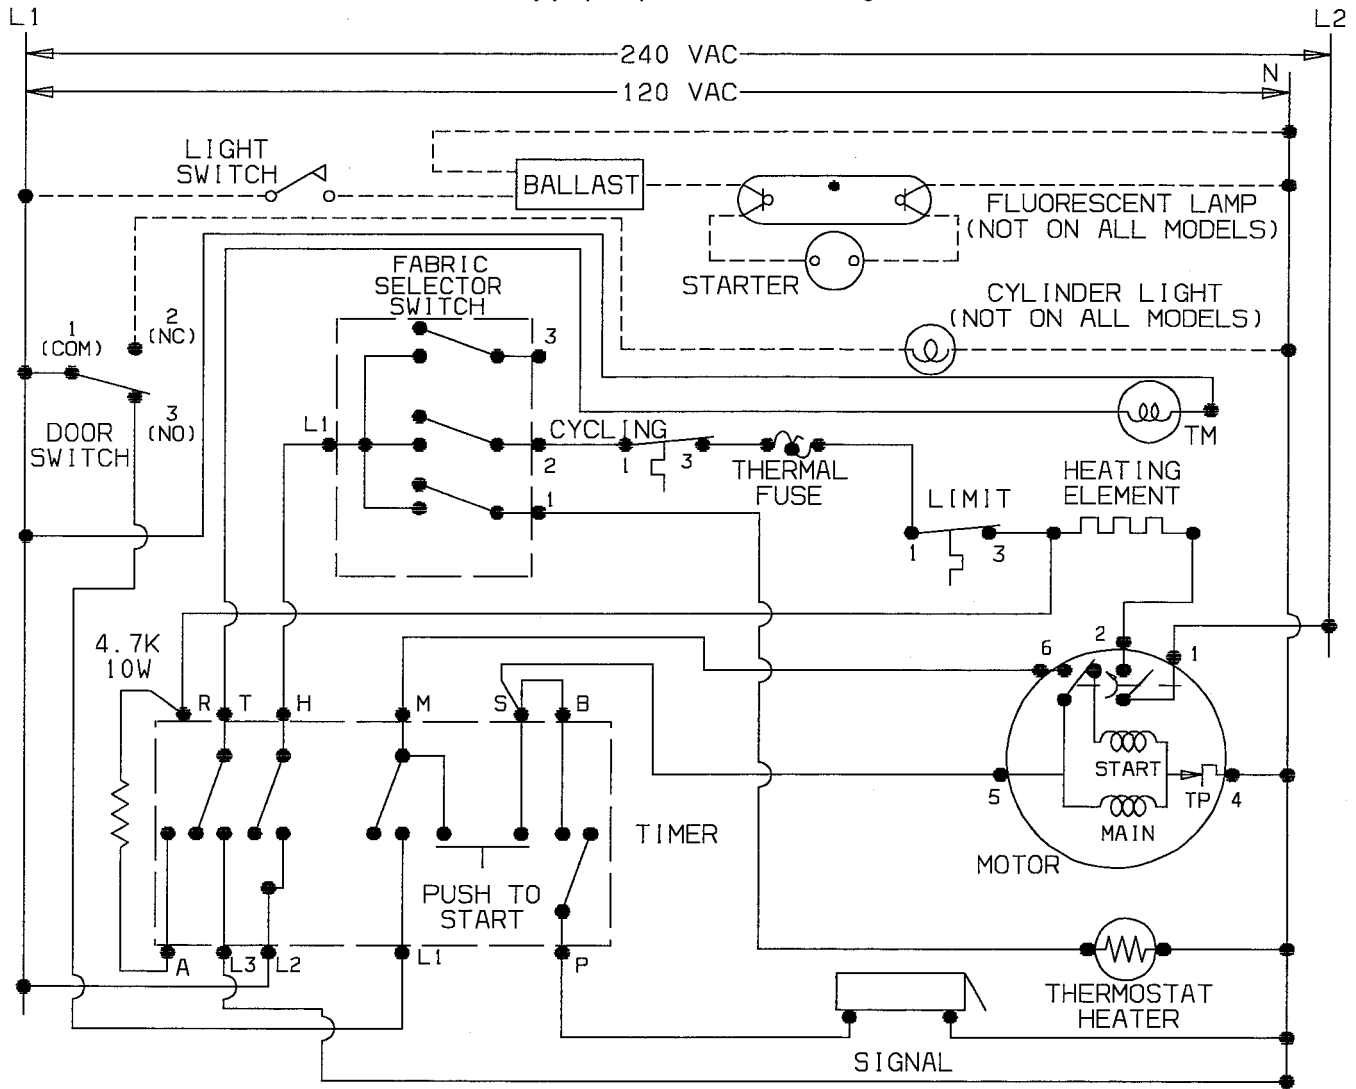 L1
L2
240 VAC
N
120 VAC
LIGHT
SWITCH
BALLAST
FLUORESCENT LAMP
(NOT ON ALL MODELS)
STARTER
FABRIC
SELECTOR
SWITCH
CYLINDER LIGHT
(NOT ON ALL MODELS)
1
(COM)
2
(NC)
3
(NO)
DOOR
SWITCH
3
L1
2
1
CYCLING
1
3
THERMAL
FUSE
TM
HEATING
ELEMENT
LIMIT
1
3
4.7K
10W
R
T
H
M
S
B
6
2
1
START
5
TP
4
MAIN
MOTOR
TIMER
PUSH TO
START
A
L3
L2
L1
P
THERMOSTAT
HEATER
SIGNAL